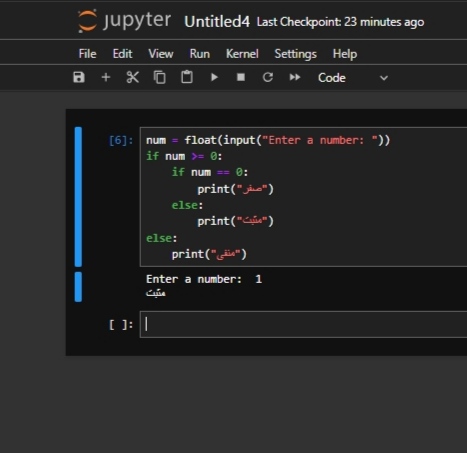 jupyter Untitled4 Last Checkpoint: 23 minutes ago
File Edit View Run Kernel Settings Help
Code
[6]: num = float(input("Enter a number: "))
if num >= 0:
if num == 0:
print("صفر")
else:
print("مثبت")
else:
print("منفی")
Enter a number: 1
مثبت
[ ]: